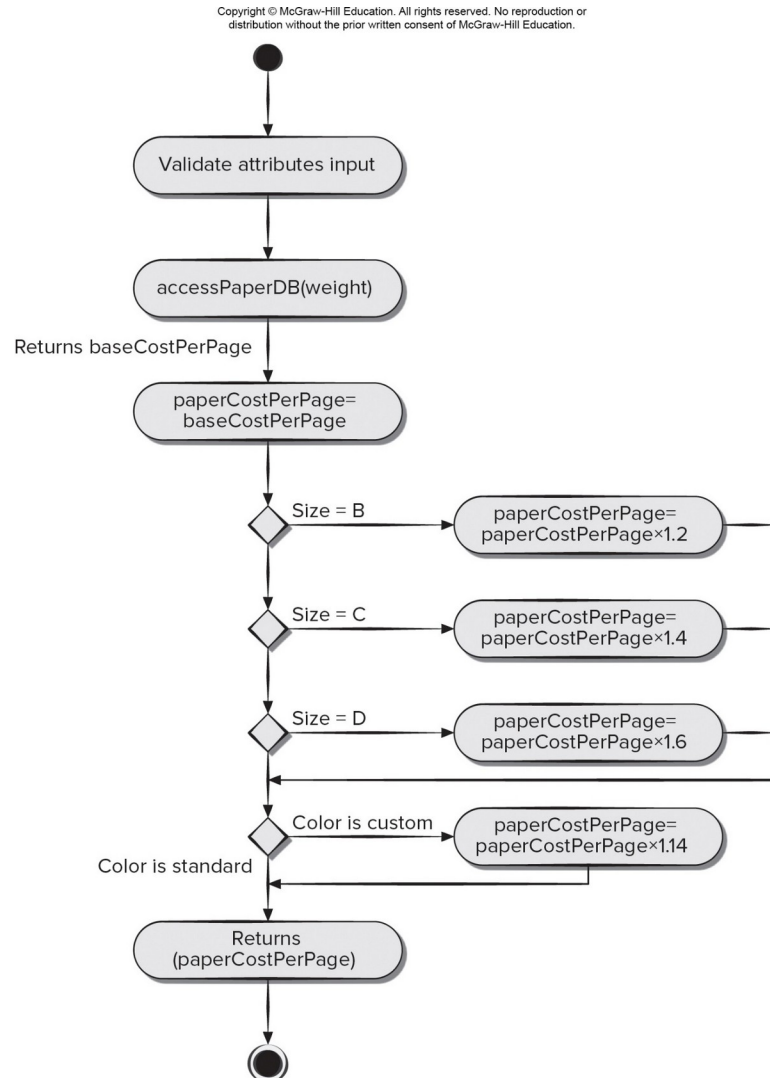 Copyright © McGraw-Hill Education. All rights reserved. No reproduction or
distribution without the prior written consent of McGraw-Hill Education.
Validate attributes input
accessPaperDB(weight)
Returns baseCostPerPage
paperCostPerPage=
baseCostPerPage
Size = B
paperCostPerPage=
paperCostPerPage×1.2
Size = C
paperCostPerPage=
paperCostPerPage×1.4
Size = D
paperCostPerPage=
paperCostPerPage×1.6
Color is custom
paperCostPerPage=
paperCostPerPage×1.14
Color is standard
Returns
(paperCostPerPage)